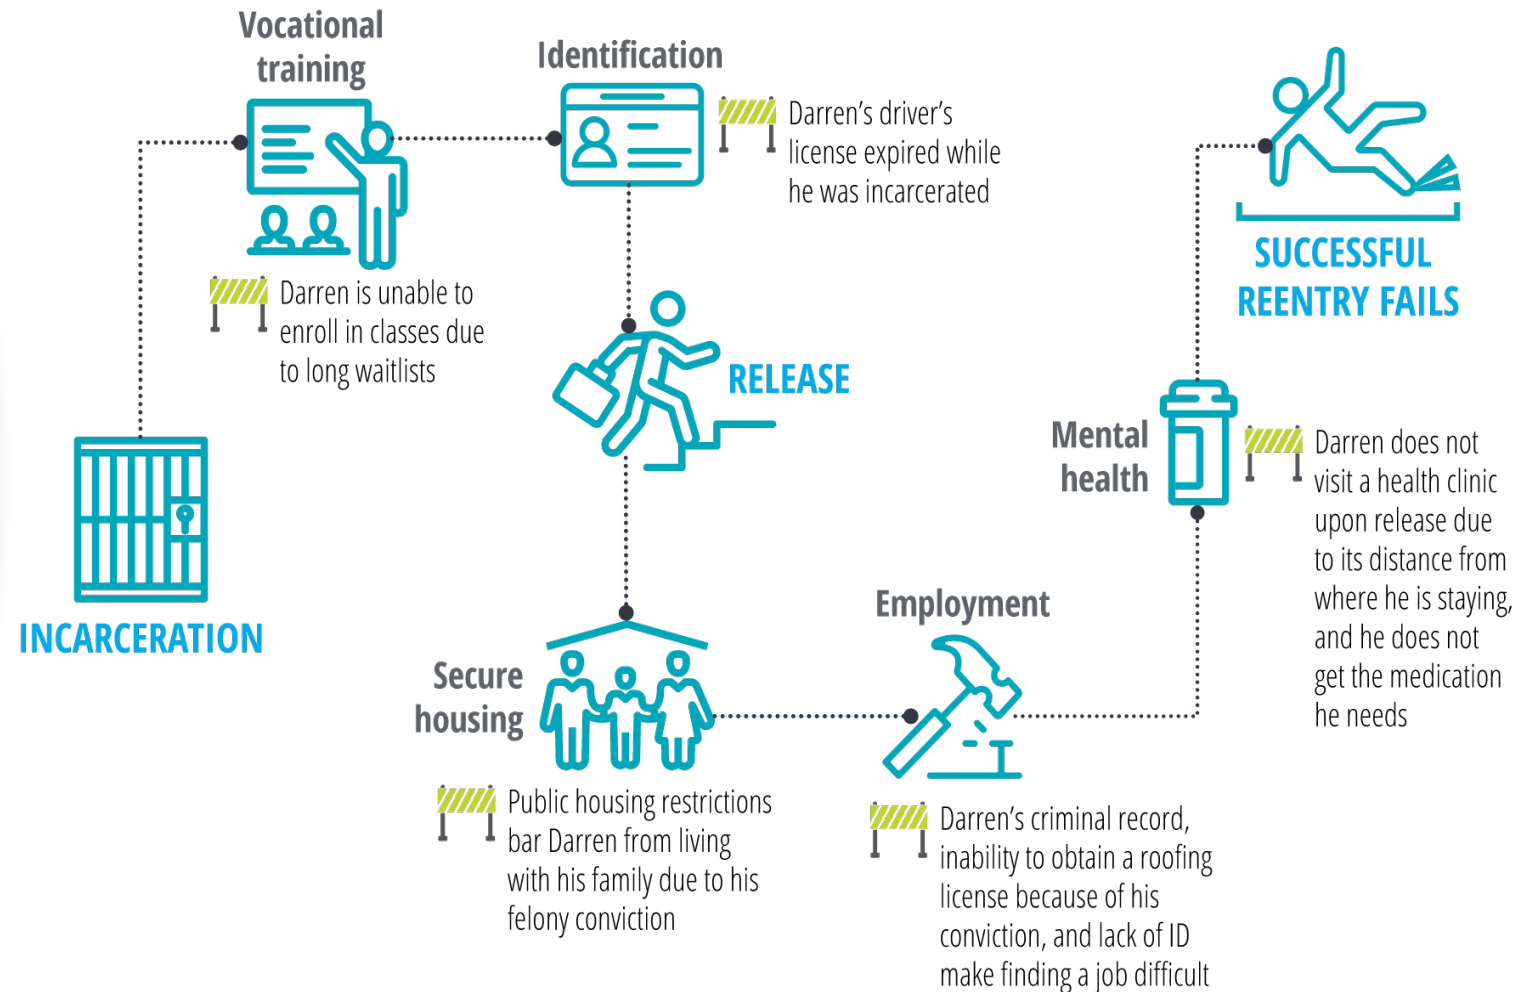 Vocational
training
Darren is unable to
enroll in classes due
to long waitlists
Identification
Darren’s driver’s
license expired while
he was incarcerated
INCARCERATION
RELEASE
Secure
housing
Public housing restrictions
bar Darren from living
with his family due to his
felony conviction
Employment
Darren’s criminal record,
inability to obtain a roofing
license because of his
conviction, and lack of ID
make finding a job difficult
Mental
health
Darren does not
visit a health clinic
upon release due
to its distance from
where he is staying,
and he does not
get the medication
he needs
SUCCESSFUL
REENTRY FAILS